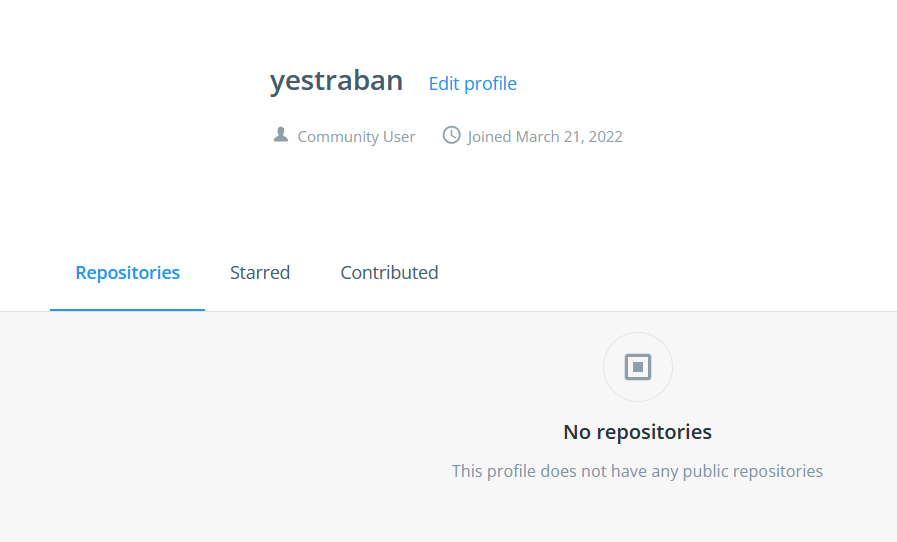 yestraban Edit profile
Community User Joined March 21, 2022
Repositories Starred Contributed
No repositories
This profile does not have any public repositories